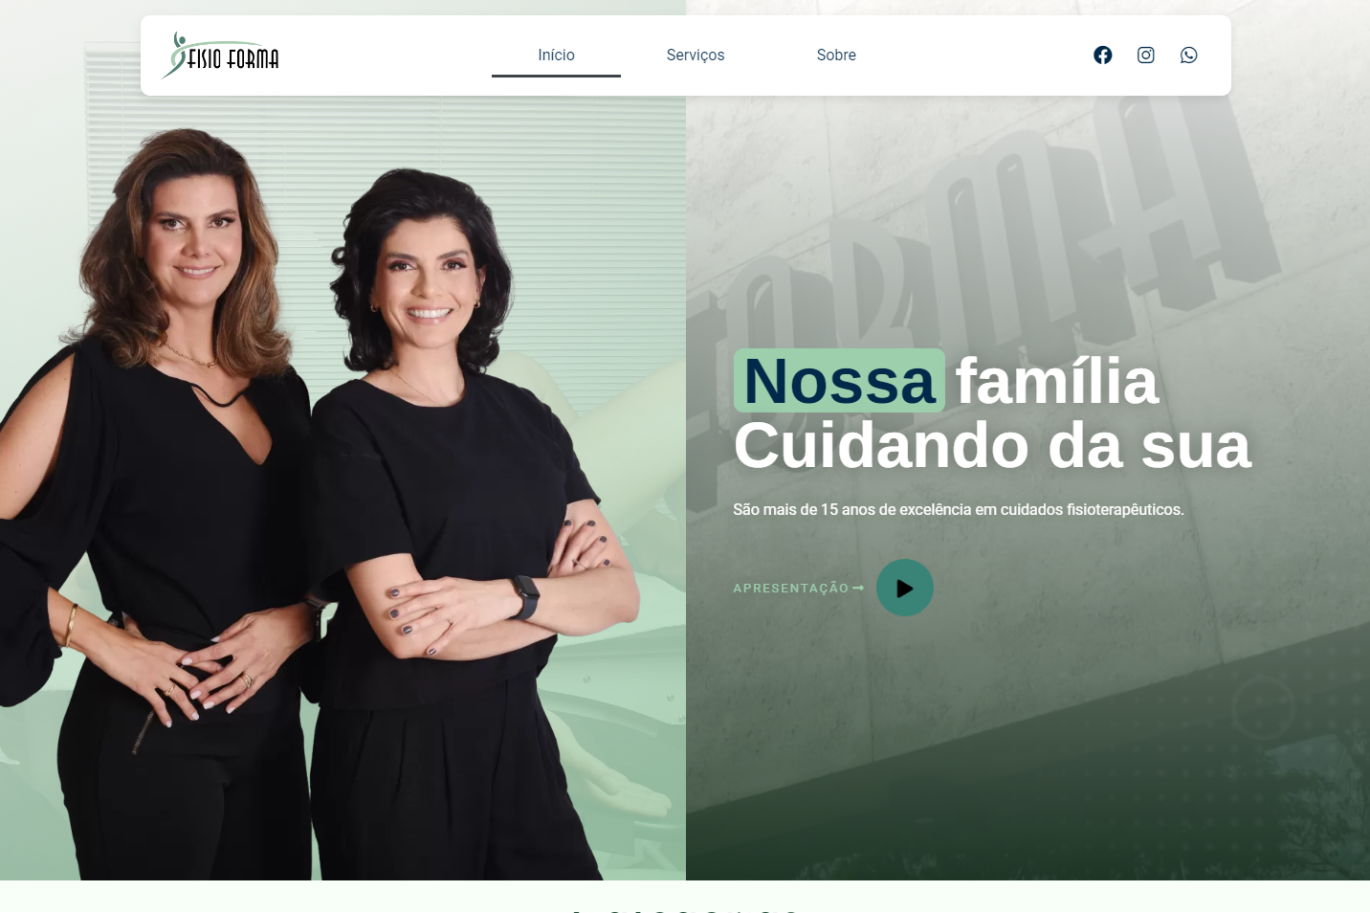 FISIO FORMA
Início
Serviços
Sobre
FORMA
Nossa família
Cuidando da sua
São mais de 15 anos de excelência em cuidados fisioterapêuticos.
APRESENTAÇÃO